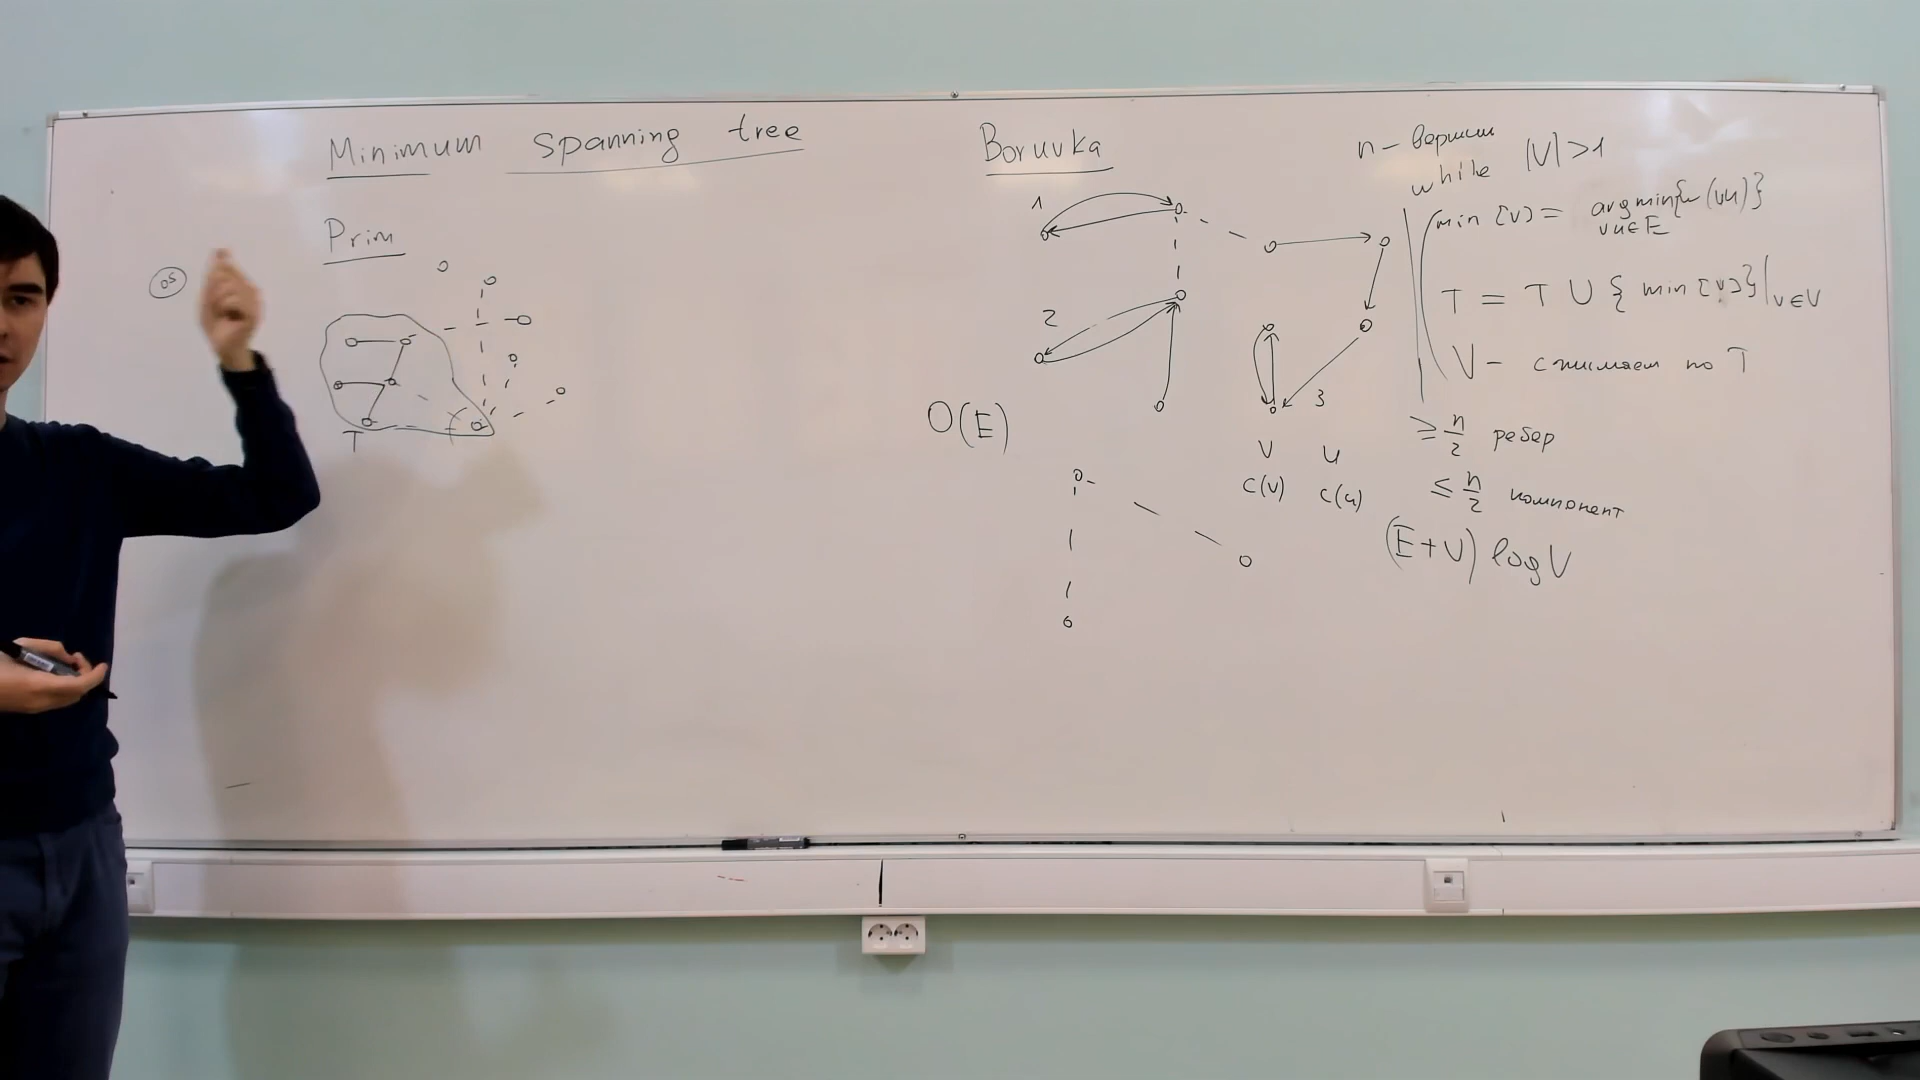 Minimum spanning tree
Prim
os
T
Boruvka
1
2
3
O(E)
V u
c(v) c(u)
n - вершин
while |V|>1
min[v] = argmin{w(vu)}
vu∈E
T = T U { min[v]}|v∈V
V - сжимаем по T
≥ n/2 ребер
≤ n/2 компонент
(E+V) log V